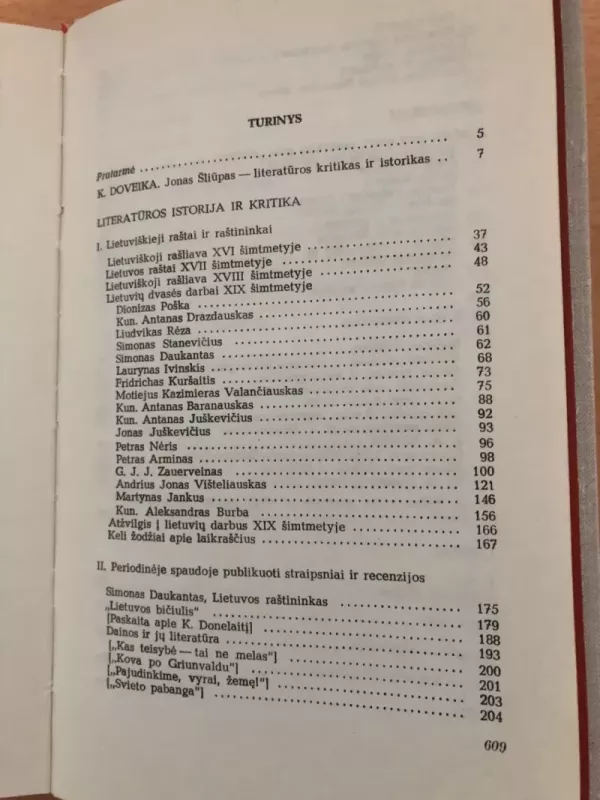 TURINYS
Pratarmė 5
K. DOVEIKA. Jonas Šliūpas — literatūros kritikas ir istorikas 7
LITERATŪROS ISTORIJA IR KRITIKA
I. Lietuviškieji raštai ir raštininkai
Lietuviškoji rašliava XVI šimtmetyje 37
Lietuvos raštai XVII šimtmetyje 43
Lietuviškoji rašliava XVIII šimtmetyje 48
Lietuvių dvasės darbai XIX šimtmetyje
Dionizas Poška 52
Kun. Antanas Drazdauskas 56
Liudvikas Rėza 60
Simonas Stanevičius 61
Simonas Daukantas 62
Laurynas Ivinskis 68
Fridrichas Kuršaitis 73
Motiejus Kazimieras Valančiauskas 75
Kun. Antanas Baranauskas 88
Kun. Antanas Juškevičius 92
Jonas Juškevičius 93
Petras Nėris 96
Petras Arminas 98
G. J. J. Zauerveinas 100
Andrius Jonas Višteliauskas 121
Martynas Jankus 146
Kun. Aleksandras Burba 156
Atžvilgis į lietuvių darbus XIX šimtmetyje 166
Keli žodžiai apie laikraščius 167
II. Periodinėje spaudoje publikuoti straipsniai ir recenzijos
Simonas Daukantas, Lietuvos raštininkas 175
„Lietuvos bičiulis“ 179
[Paskaita apie K. Donelaitį] 188
Dainos ir jų literatūra 193
[„Kas teisybė — tai ne melas“] 200
[„Kova po Griunvaldu“] 201
[„Pajudinkime, vyrai, žemę!“] 203
[„Svieto pabanga“] 204
609